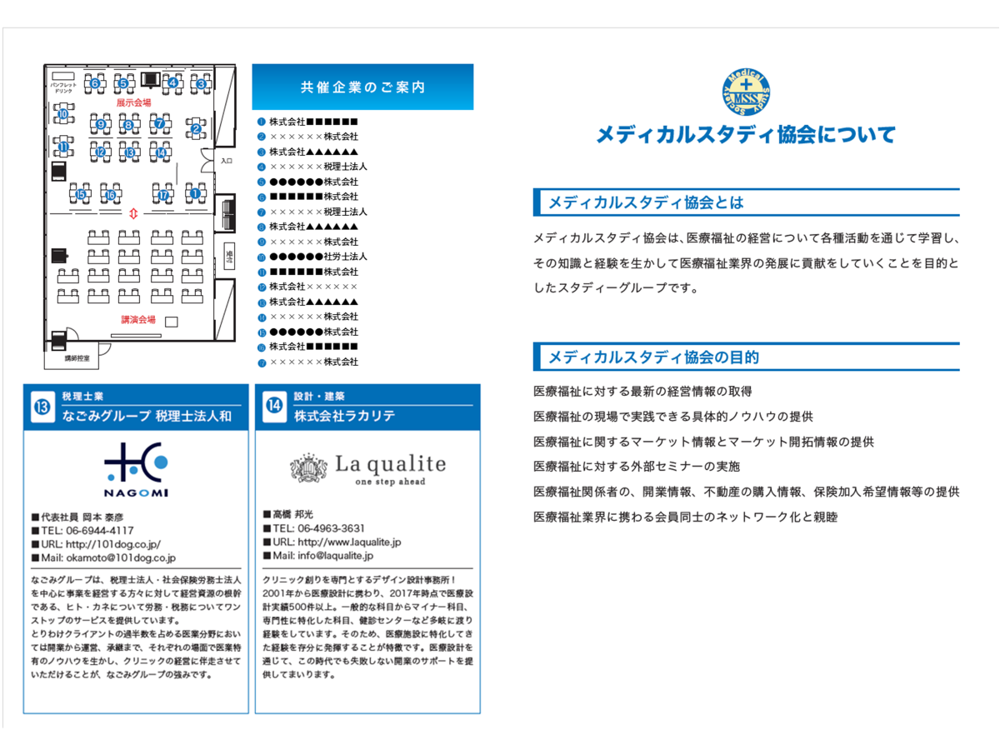 パンフレット
ドリンク
6
5
4
3
展示会場
10
9
8
7
2
11
12
13
14
入口
15
16
17
1
受付
講演会場
講師控室
共催企業のご案内
1 株式会社■■■■■■
2 ××××××株式会社
3 株式会社▲▲▲▲▲▲
4 ××××××税理士法人
5 ●●●●●●株式会社
6 ■■■■■■株式会社
7 ××××××税理士法人
8 株式会社▲▲▲▲▲▲
9 ××××××株式会社
10 ●●●●●●社労士法人
11 ■■■■■■株式会社
12 株式会社××××××
13 株式会社▲▲▲▲▲▲
14 ××××××株式会社
15 ●●●●●●株式会社
16 株式会社■■■■■■
17 ××××××株式会社
13 税理士業
なごみグループ 税理士法人和
NAGOMI
■代表社員 岡本 泰彦
■TEL: 06-6944-4117
■URL: http://101dog.co.jp/
■Mail: okamoto@101dog.co.jp
なごみグループは、税理士法人・社会保険労務士法人
を中心に事業を経営する方々に対して経営資源の根幹
である、ヒト・カネについて労務・税務についてワン
ストップのサービスを提供しています。
とりわけクライアントの過半数を占める医業分野におい
ては開業から運営、承継まで、それぞれの場面で医業特
有のノウハウを生かし、クリニックの経営に伴走させて
いただけることが、なごみグループの強みです。
14 設計・建築
株式会社ラカリテ
La qualite
one step ahead
■高橋 邦光
■TEL: 06-4963-3631
■URL: http://www.laqualite.jp
■Mail: info@laqualite.jp
クリニック創りを専門とするデザイン設計事務所！
2001年から医療設計に携わり、2017年時点で医療設
計実績500件以上。一般的な科目からマイナー科目、
専門性に特化した科目、健診センターなど多岐に渡り
経験をしています。そのため、医療施設に特化してき
た経験を存分に発揮することが特徴です。医療設計を
通じて、この時代でも失敗しない開業のサポートを提
供してまいります。
Medical Study Society
MSS
メディカルスタディ協会について
メディカルスタディ協会とは
メディカルスタディ協会は、医療福祉の経営について各種活動を通じて学習し、
その知識と経験を生かして医療福祉業界の発展に貢献をしていくことを目的と
したスタディーグループです。
メディカルスタディ協会の目的
医療福祉に対する最新の経営情報の取得
医療福祉の現場で実践できる具体的ノウハウの提供
医療福祉に関するマーケット情報とマーケット開拓情報の提供
医療福祉に対する外部セミナーの実施
医療福祉関係者の、開業情報、不動産の購入情報、保険加入希望情報等の提供
医療福祉業界に携わる会員同士のネットワーク化と親睦